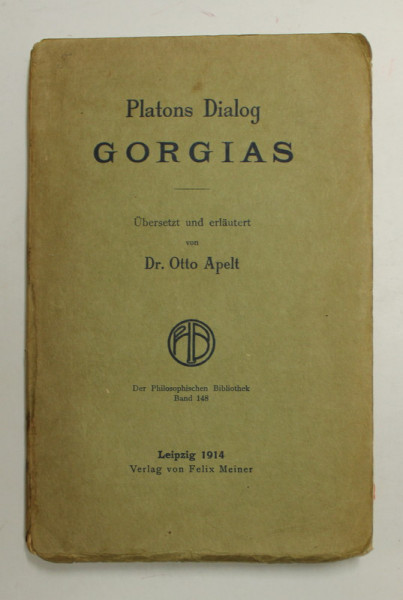 Platons Dialog
GORGIAS
Übersetzt und erläutert
von
Dr. Otto Apelt
Der Philosophischen Bibliothek
Band 148
Leipzig 1914
Verlag von Felix Meiner